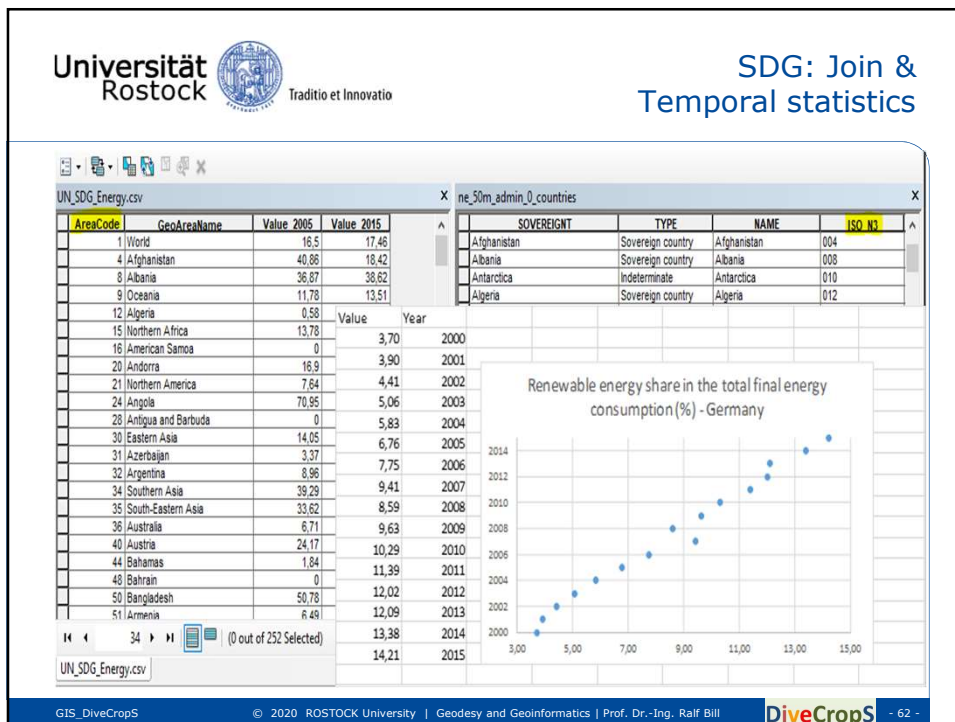 Universität
Rostock
Traditio et Innovatio
SDG: Join &
Temporal statistics
UN_SDG_Energy.csv x
AreaCode GeoAreaName Value_2005 Value_2015
1 World 16,5 17,46
4 Afghanistan 40,86 18,42
8 Albania 36,87 38,62
9 Oceania 11,78 13,51
12 Algeria 0,58
15 Northern Africa 13,78
16 American Samoa 0
20 Andorra 16,9
21 Northern America 7,64
24 Angola 70,95
28 Antigua and Barbuda 0
30 Eastern Asia 14,05
31 Azerbaijan 3,37
32 Argentina 8,96
34 Southern Asia 39,29
35 South-Eastern Asia 33,62
36 Australia 6,71
40 Austria 24,17
44 Bahamas 1,84
48 Bahrain 0
50 Bangladesh 50,78
51 Armenia 6,49
34 (0 out of 252 Selected)
UN_SDG_Energy.csv
ne_50m_admin_0_countries x
SOVEREIGNT TYPE NAME ISO_N3
Afghanistan Sovereign country Afghanistan 004
Albania Sovereign country Albania 008
Antarctica Indeterminate Antarctica 010
Algeria Sovereign country Algeria 012
Value Year
3,70 2000
3,90 2001
4,41 2002
5,06 2003
5,83 2004
6,76 2005
7,75 2006
9,41 2007
8,59 2008
9,63 2009
10,29 2010
11,39 2011
12,02 2012
12,09 2013
13,38 2014
14,21 2015
Renewable energy share in the total final energy
consumption (%) - Germany
2014
2012
2010
2008
2006
2004
2002
2000
3,00 5,00 7,00 9,00 11,00 13,00 15,00
GIS_DiveCropS © 2020 ROSTOCK University | Geodesy and Geoinformatics | Prof. Dr.-Ing. Ralf Bill DiveCropS - 62 -